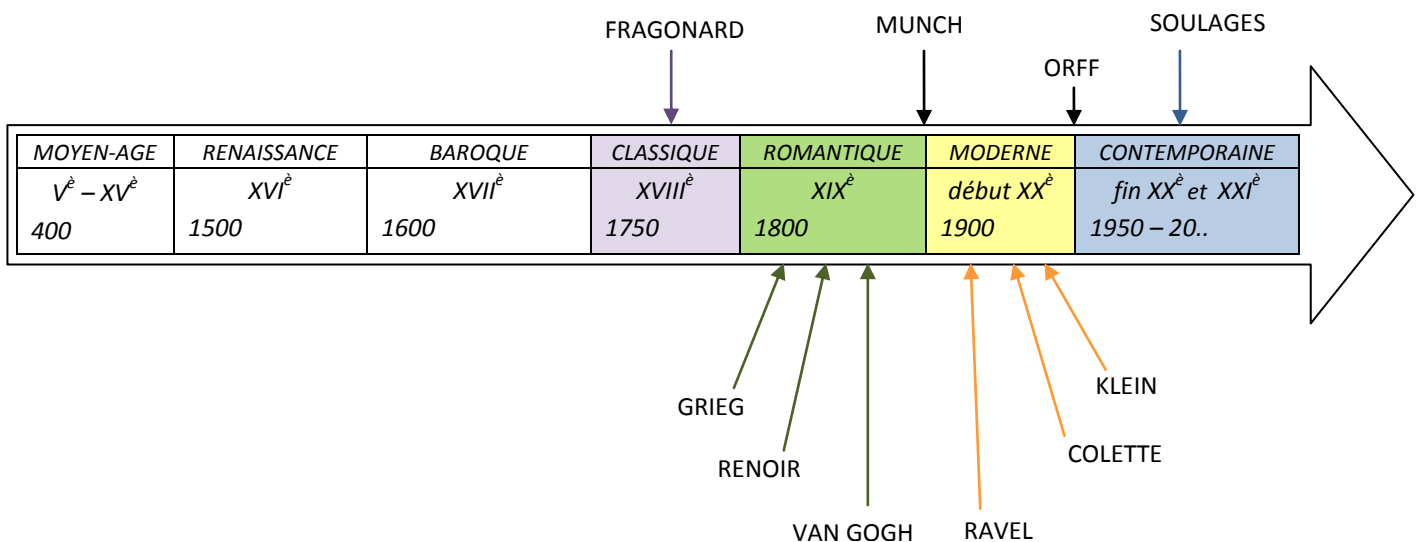 FRAGONARD MUNCH SOULAGES
ORFF
MOYEN-AGE RENAISSANCE BAROQUE CLASSIQUE ROMANTIQUE MODERNE CONTEMPORAINE
Vè – XVè XVIè XVIIè XVIIIè XIXè début XXè fin XXè et XXIè
400 1500 1600 1750 1800 1900 1950 – 20..
KLEIN
GRIEG
COLETTE
RENOIR
VAN GOGH RAVEL